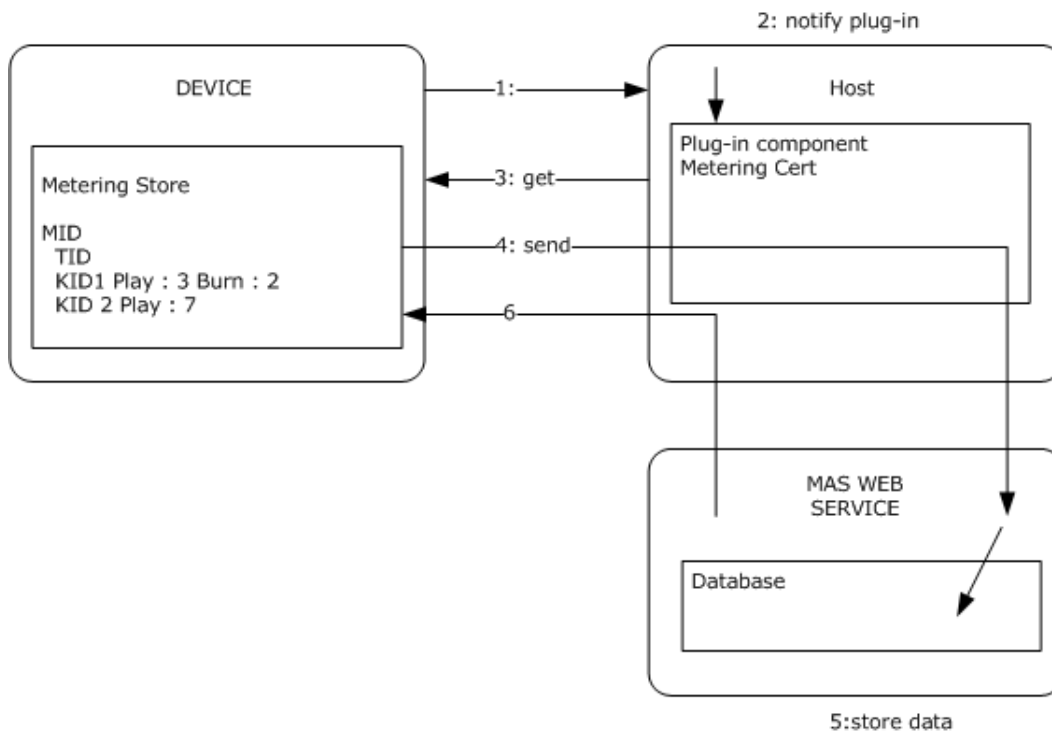 2: notify plug-in
DEVICE
1:
Host
Plug-in component
Metering Cert
3: get
Metering Store
MID
TID
KID1 Play : 3 Burn : 2
KID 2 Play : 7
4: send
6
MAS WEB
SERVICE
Database
5:store data